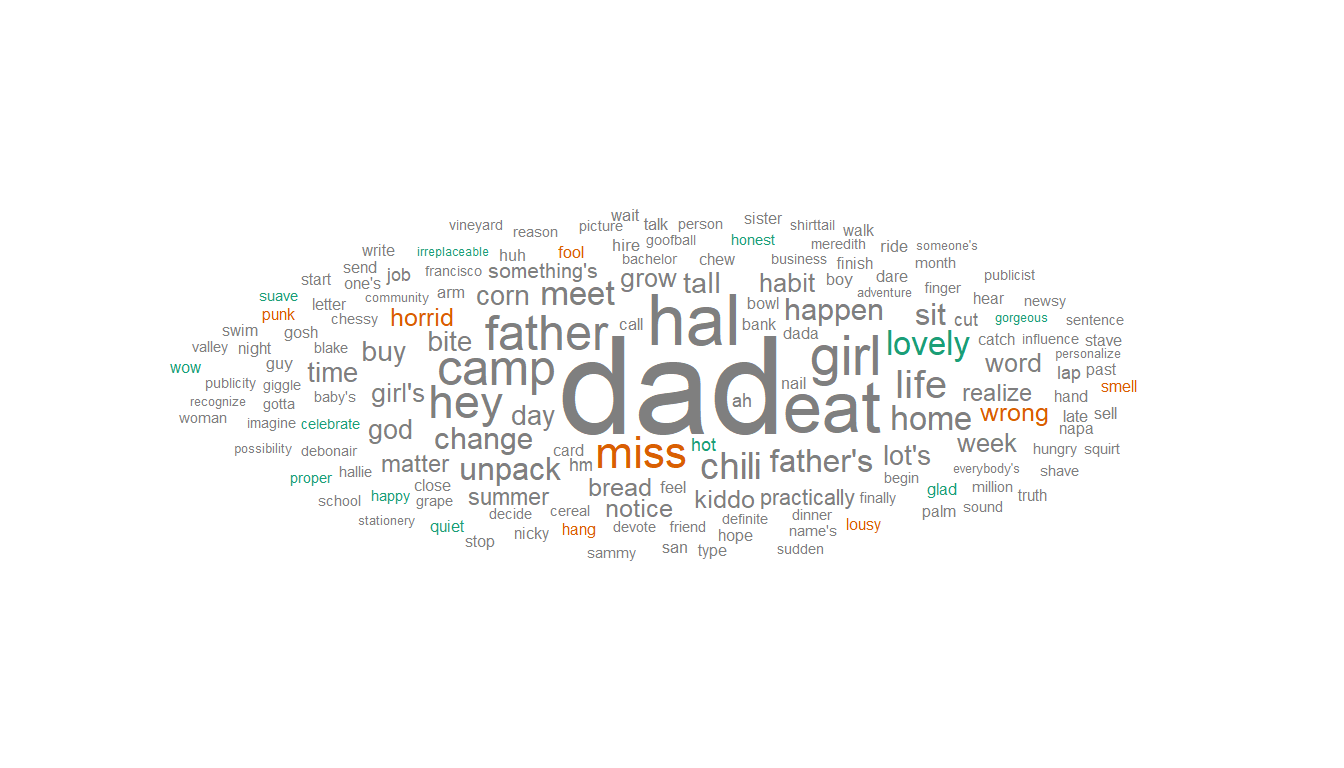 wait
vineyard reason picture talk person sister shirttail walk
write irreplaceable huh fool hire goofball honest meredith ride someone's
send job francisco something's bachelor chew business finish month
start one's grow tall habit boy dare publicist
suave letter community arm corn meet bowl adventure finger hear newsy
punk chessy horrid father call hal bank happen sit cut gorgeous sentence
swim gosh bite dada lovely catch influence stave
valley night blake buy girl word personalize
wow guy time camp dad life lap past
publicity giggle baby's girl's nail realize hand smell
recognize gotta hey ah eat
woman imagine celebrate god day home wrong late sell
possibility debonair change miss hot week napa
proper hallie matter unpack card hm chili father's lot's everybody's hungry squirt
school happy close grape summer bread feel kiddo practically begin finally glad million shave truth
stationery quiet decide cereal notice definite dinner palm sound
stop nicky hang devote friend hope name's lousy
sammy san type sudden